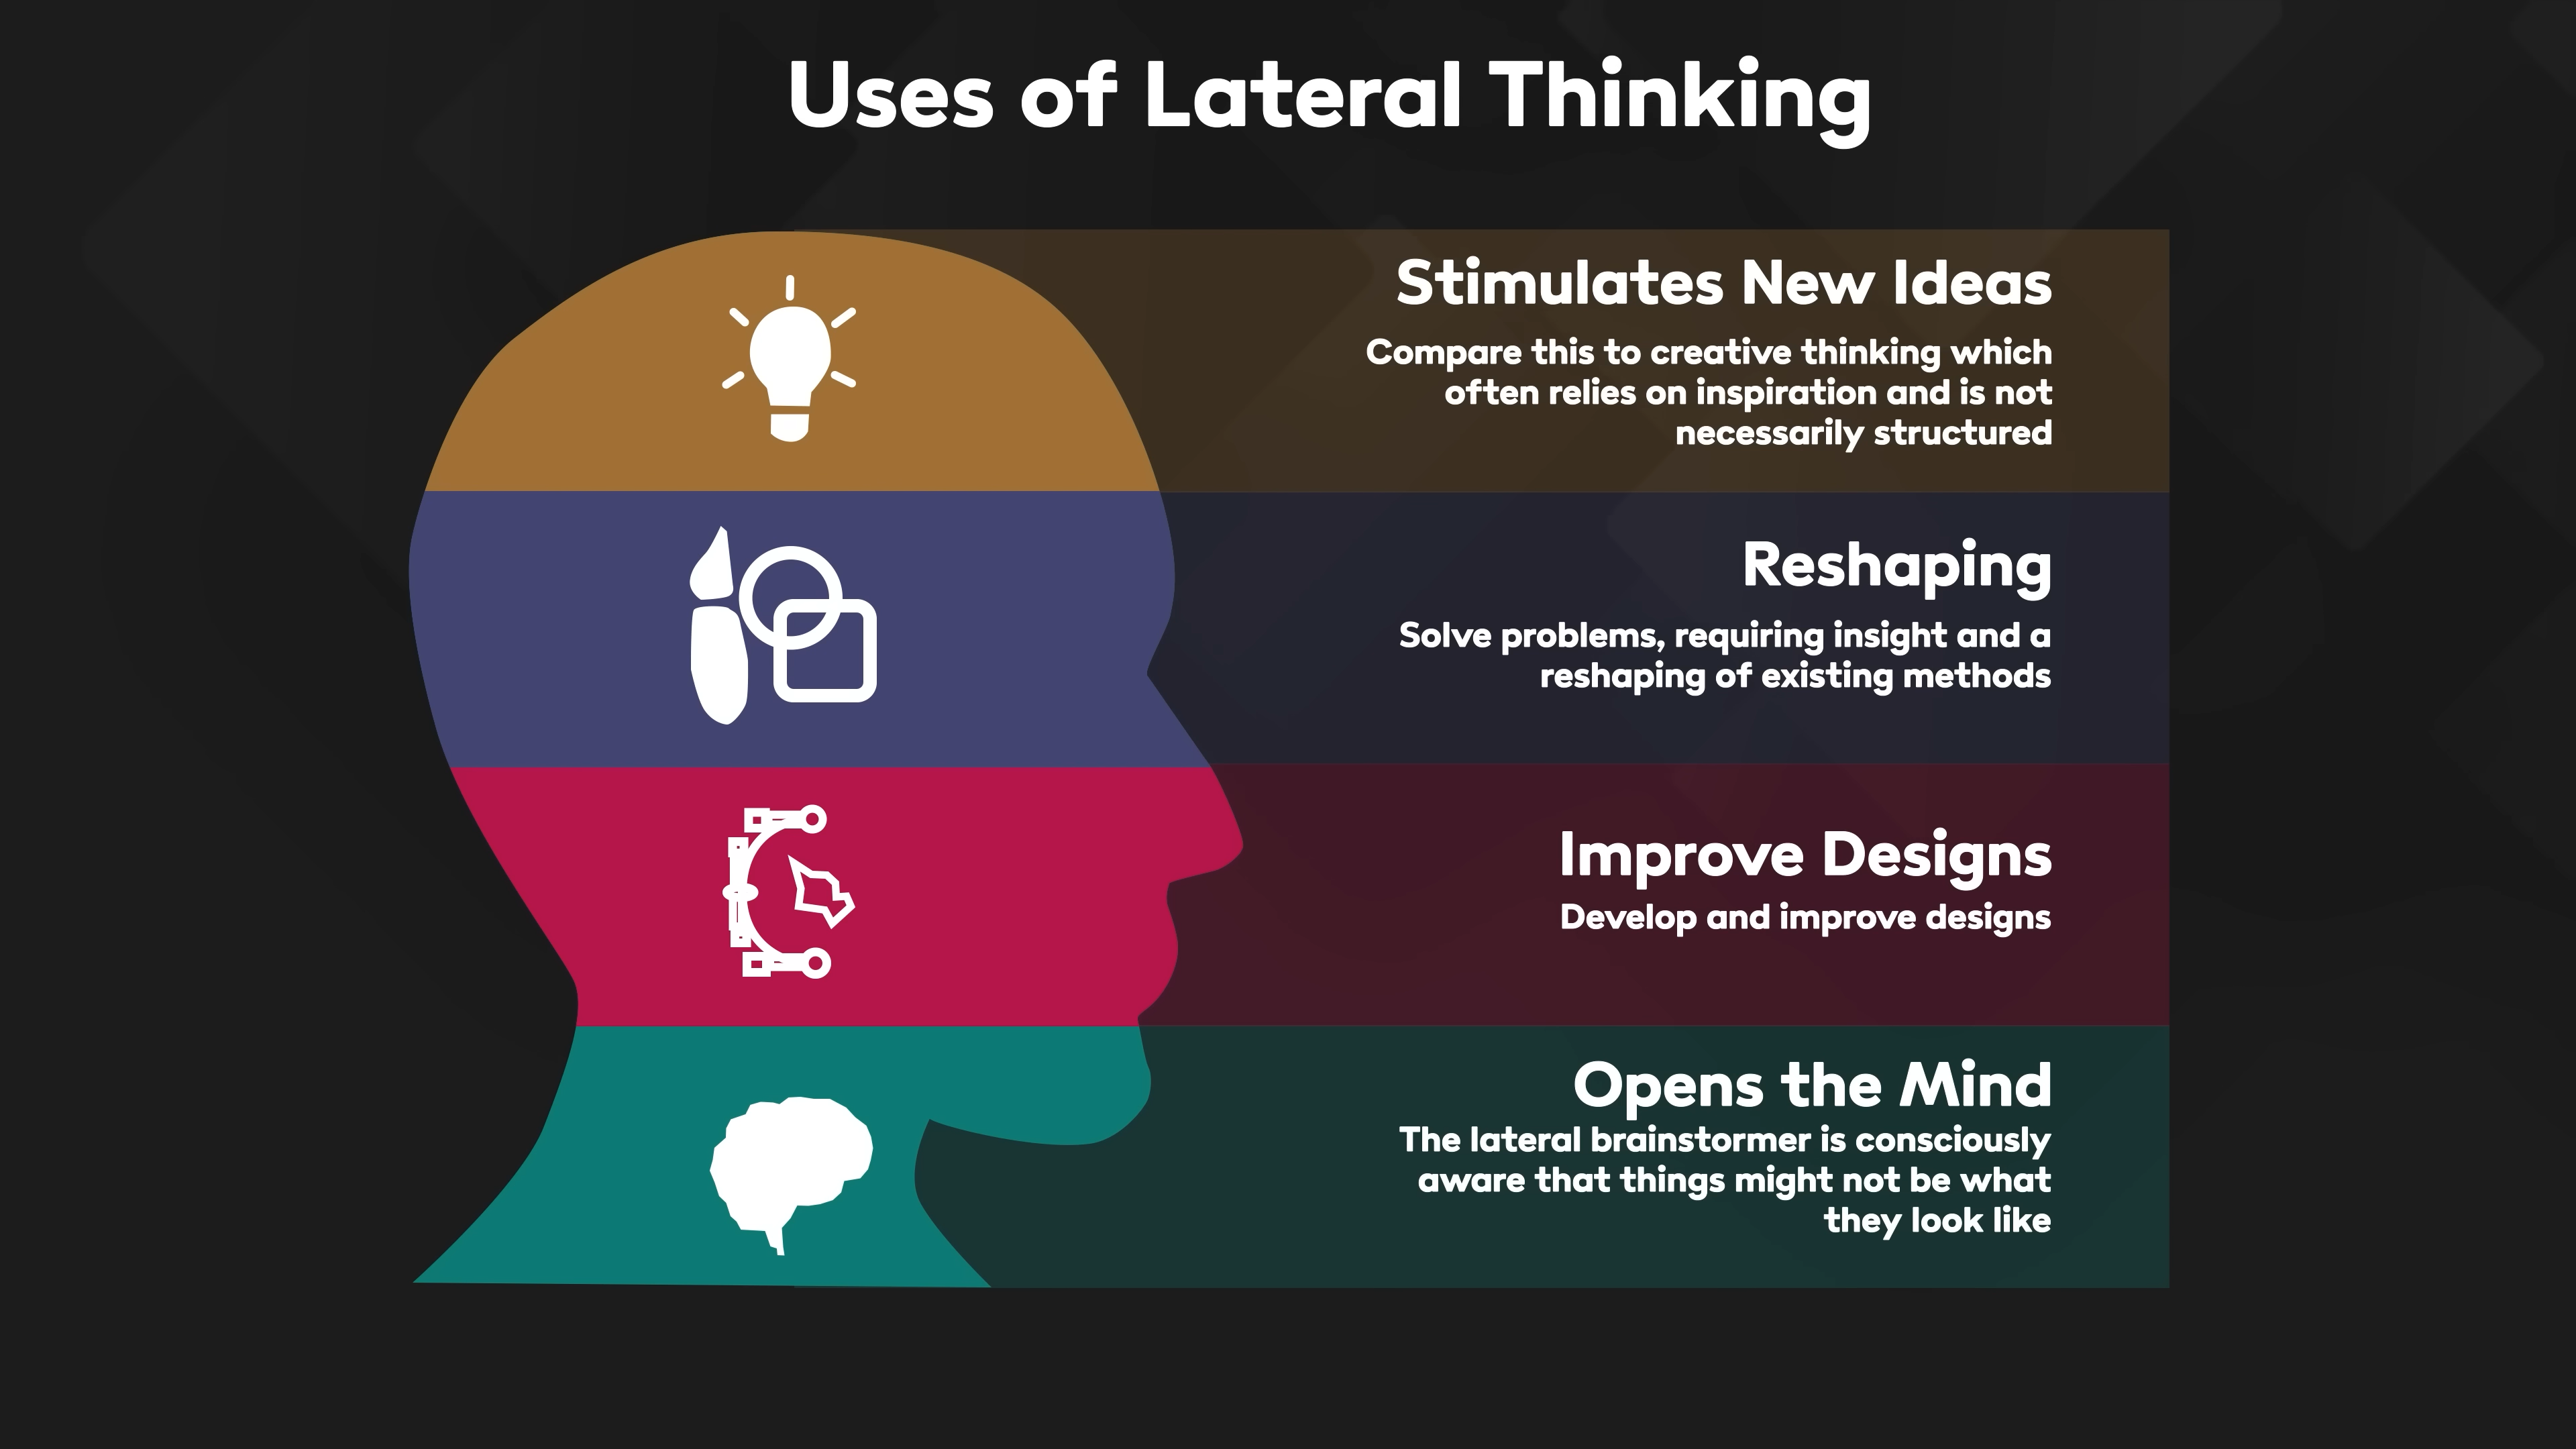 Uses of Lateral Thinking
Stimulates New Ideas
Compare this to creative thinking which
often relies on inspiration and is not
necessarily structured
Reshaping
Solve problems, requiring insight and a
reshaping of existing methods
Improve Designs
Develop and improve designs
Opens the Mind
The lateral brainstormer is consciously
aware that things might not be what
they look like